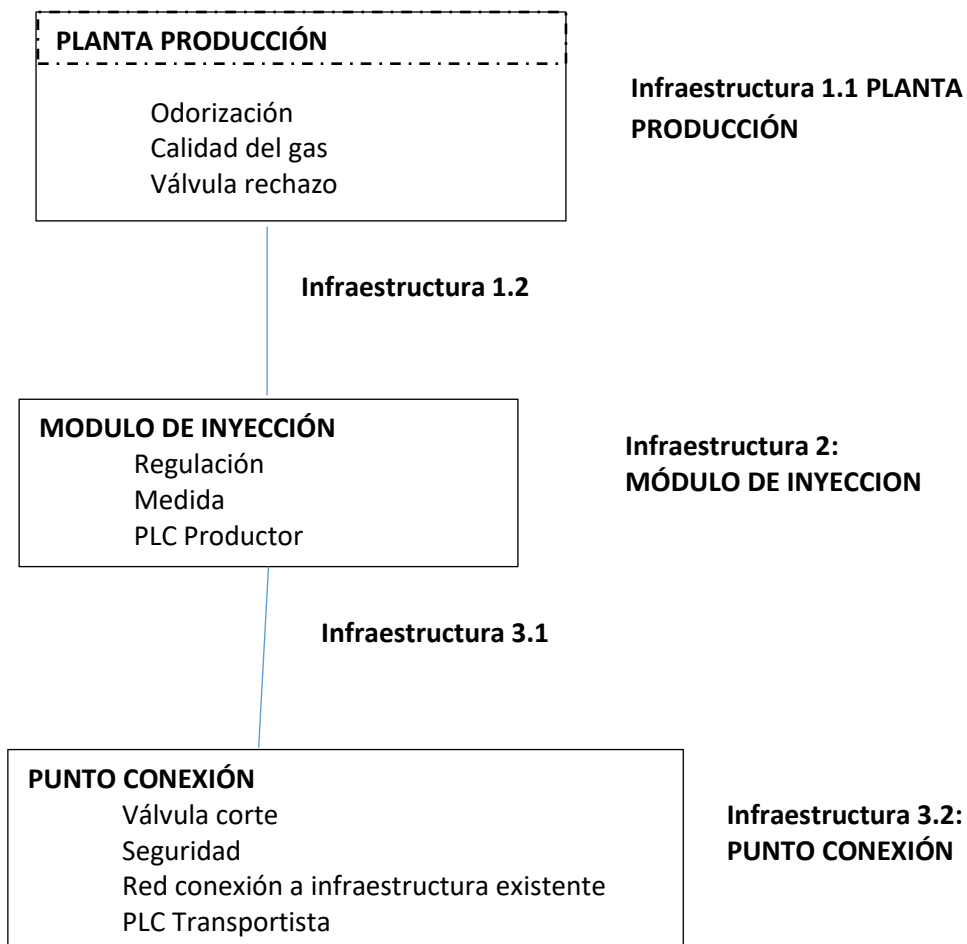 PLANTA PRODUCCIÓN
Odorización
Calidad del gas
Válvula rechazo
Infraestructura 1.1 PLANTA
PRODUCCIÓN
Infraestructura 1.2
MODULO DE INYECCIÓN
Regulación
Medida
PLC Productor
Infraestructura 2:
MÓDULO DE INYECCION
Infraestructura 3.1
PUNTO CONEXIÓN
Válvula corte
Seguridad
Red conexión a infraestructura existente
PLC Transportista
Infraestructura 3.2:
PUNTO CONEXIÓN